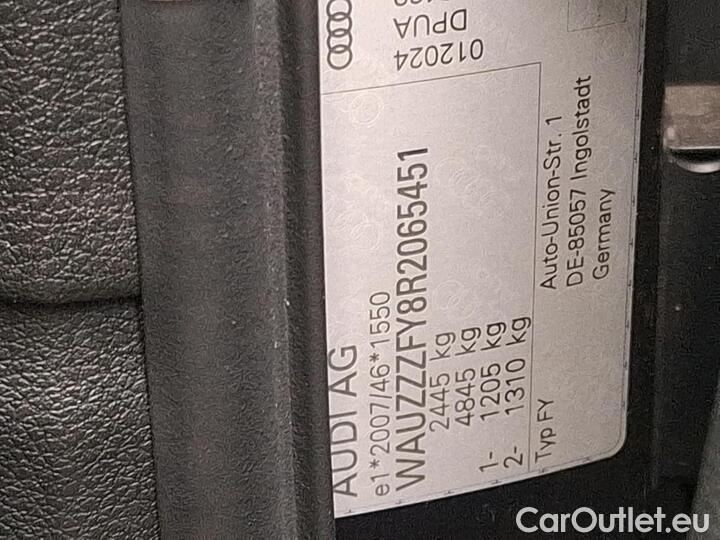 AUDI AG
e1*2007/46*1550
WAUZZZFY8R2065451
2445 kg
4845 kg
1- 1205 kg
2- 1310 kg
Typ FY
012024
DPUA
Auto-Union-Str. 1
DE-85057 Ingolstadt
Germany
CarOutlet.eu